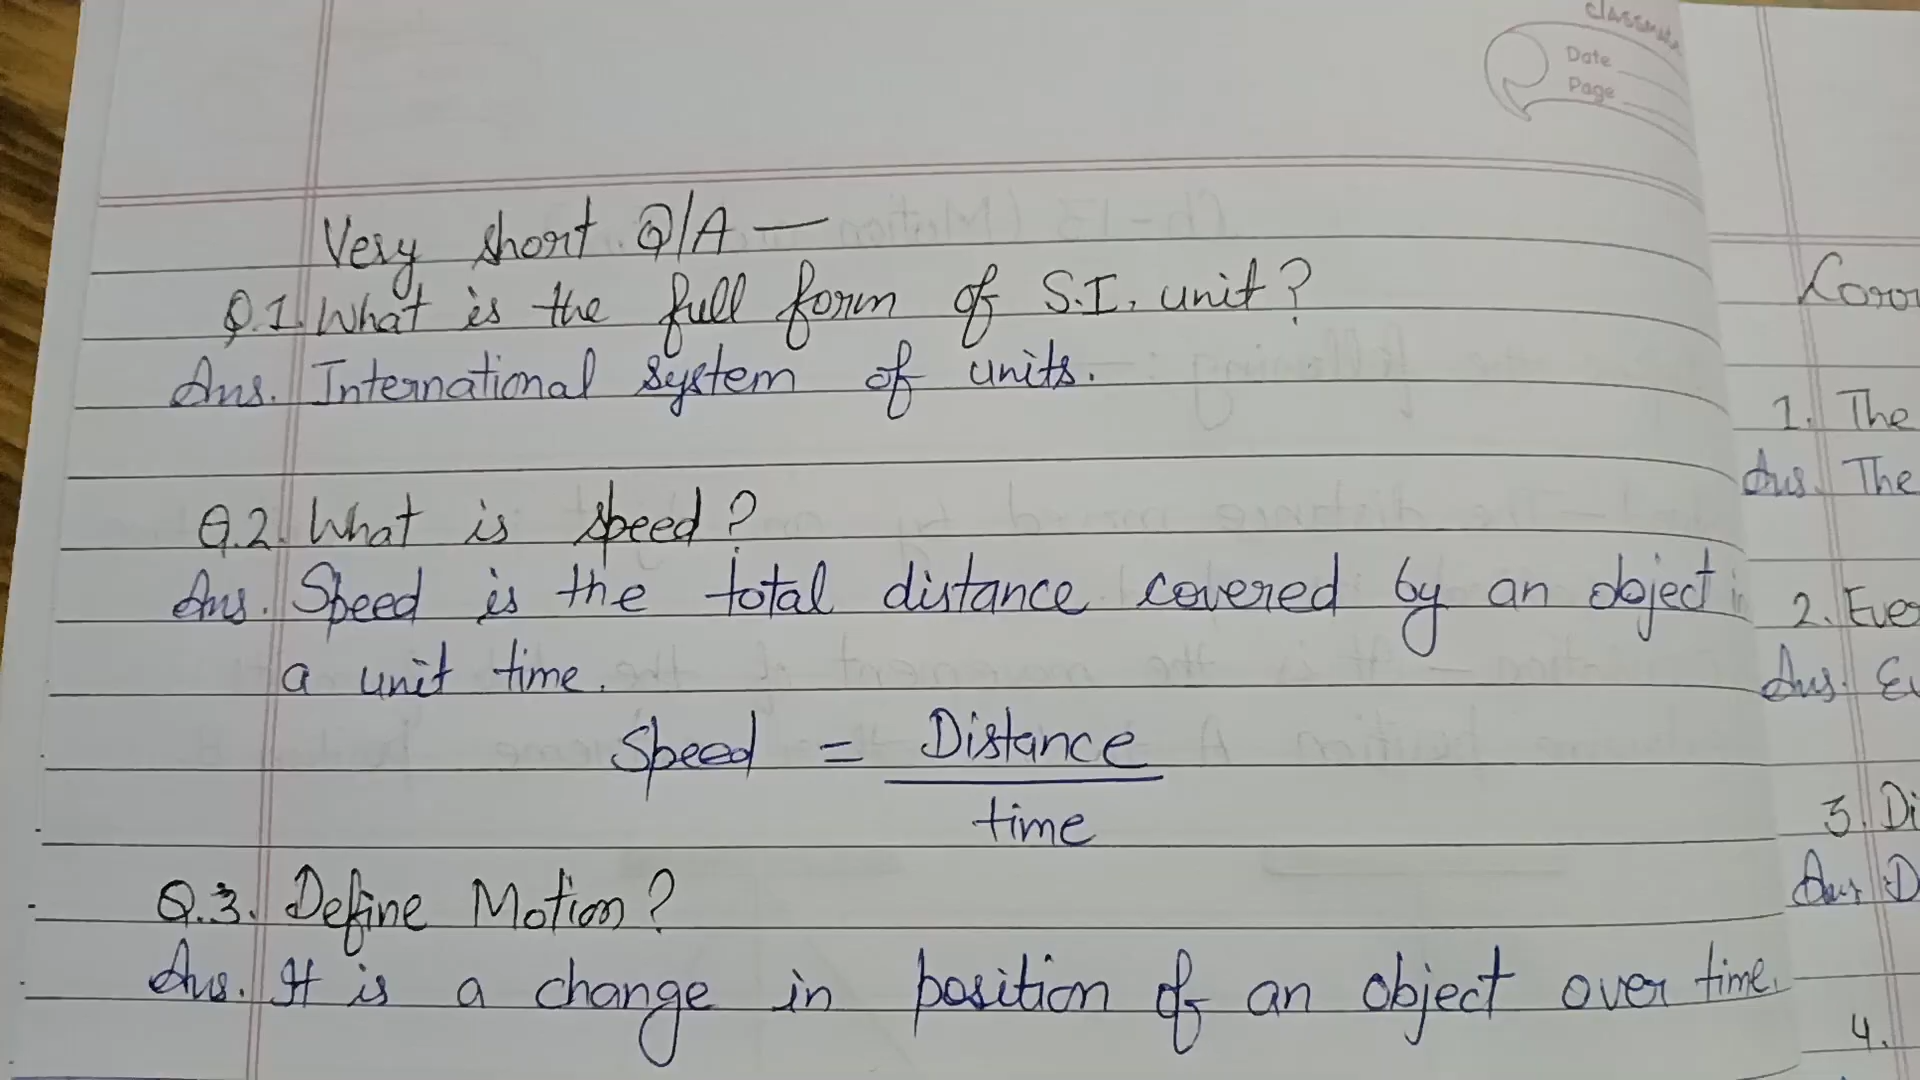 classmate
Date
Page
Very short Q/A —
Q.1. What is the full form of S.I. unit?
Ans. International system of units.
Q.2. What is speed?
Ans. Speed is the total distance covered by an object
a unit time.
Speed = Distance
time
Q.3. Define Motion?
Ans. It is a change in position of an object over time.
1. The
Ans. The
2.
Ans.
3.
Ans.
4.